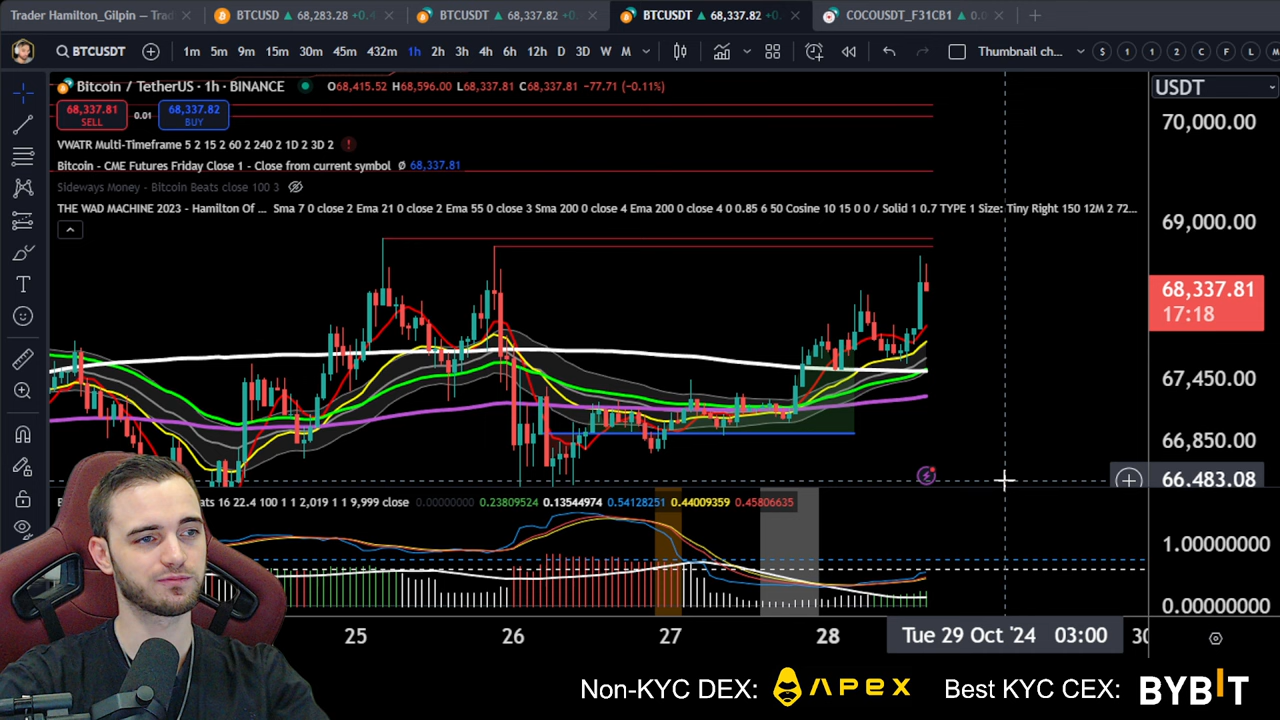 Trader Hamilton_Gilpin — Trad
BTCUSD 68,283.28 +0.4
BTCUSDT 68,337.82 +0.
BTCUSDT 68,337.82 +0.
COCOUSDT_F31CB1 0.0
BTCUSDT 1m 5m 9m 15m 30m 45m 432m 1h 2h 3h 4h 6h 12h D 3D W M Thumbnail ch... $ 1 1 2 C F L M
Bitcoin / TetherUS · 1h · BINANCE O68,415.52 H68,596.00 L68,337.81 C68,337.81 −77.71 (−0.11%)
USDT
68,337.81
SELL
0.01
68,337.82
BUY
VWATR Multi-Timeframe 5 2 15 2 60 2 240 2 1D 2 3D 2
Bitcoin - CME Futures Friday Close 1 - Close from current symbol Ø 68,337.81
Sideways Money - Bitcoin Beats close 100 3
THE WAD MACHINE 2023 - Hamilton Of ... Sma 7 0 close 2 Ema 21 0 close 2 Ema 55 0 close 3 Sma 200 0 close 4 Ema 200 0 close 4 0 0.85 6 50 Cosine 10 15 0 0 / Solid 1 0.7 TYPE 1 Size: Tiny Right 150 12M 2 72...
70,000.00
69,000.00
68,337.81
17:18
67,450.00
66,850.00
66,483.08
ats 16 22.4 100 1 1 2,019 1 1 9,999 close 0.00000000 0.23809524 0.13544974 0.54128251 0.44009359 0.45806635
1.00000000
0.00000000
25 26 27 28 Tue 29 Oct '24 03:00 30
Non-KYC DEX: APEX Best KYC CEX: BYBIT